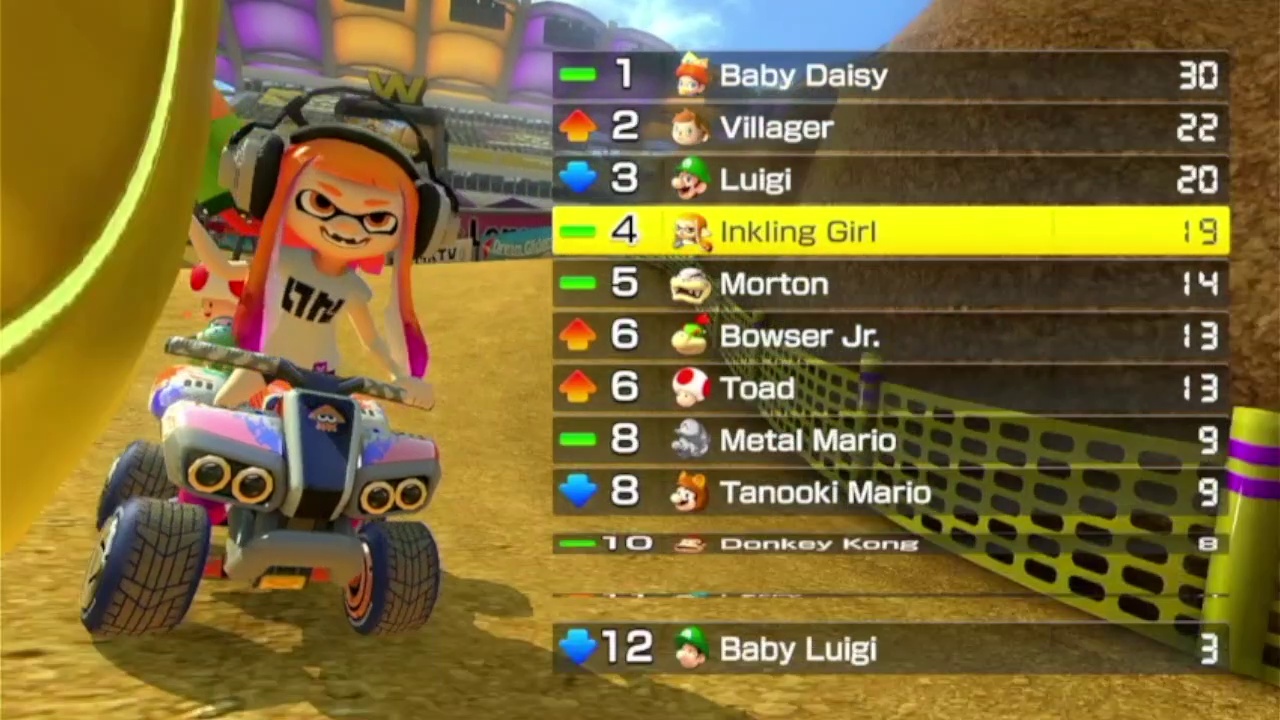 1 Baby Daisy 30
2 Villager 22
3 Luigi 20
4 Inkling Girl 19
5 Morton 14
6 Bowser Jr. 13
6 Toad 13
8 Metal Mario 9
8 Tanooki Mario 9
10 Donkey Kong 8
12 Baby Luigi 3
W